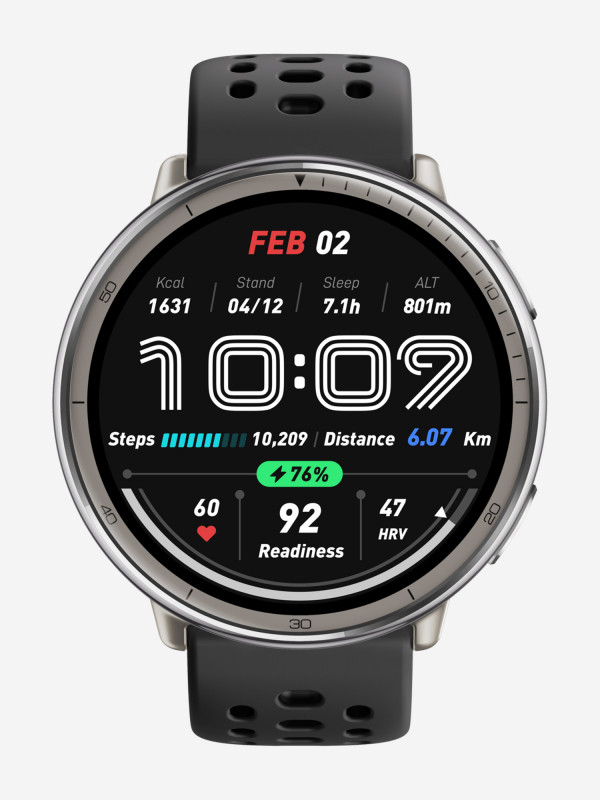 FEB 02
Kcal Stand Sleep ALT
1631 04/12 7.1h 801m
10:09
Steps 10,209 Distance 6.07 Km
76%
60 92 47
HRV
Readiness
10
20
30
40
50